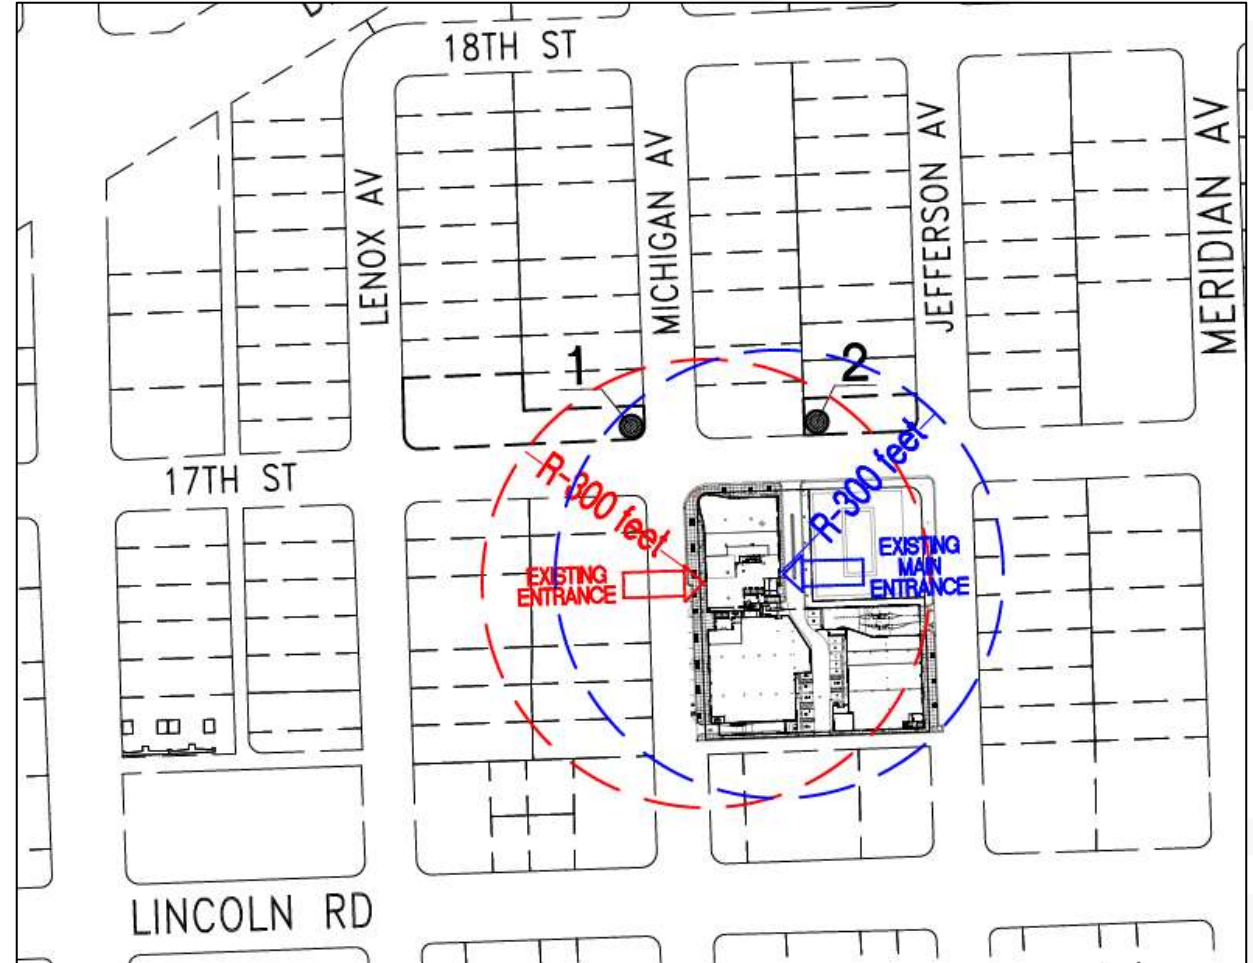 18TH ST
LENOX AV
MICHIGAN AV
JEFFERSON AV
MERIDIAN AV
1
2
17TH ST
R-300 feet
R-300 feet
EXISTING
ENTRANCE
EXISTING
MAIN
ENTRANCE
LINCOLN RD